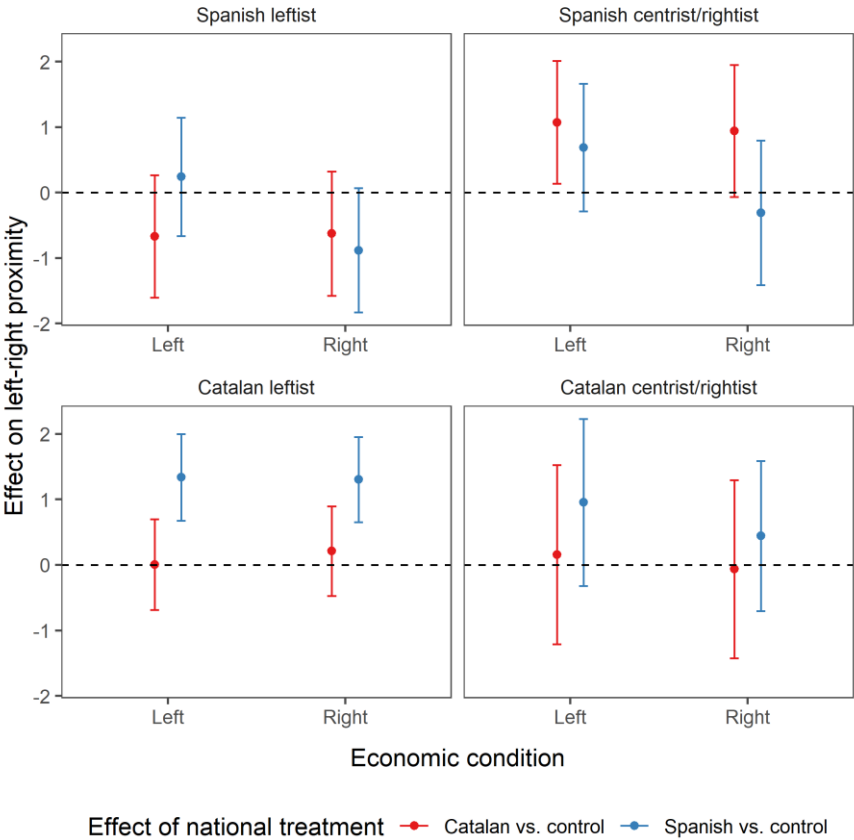 Spanish leftist
Spanish centrist/rightist
2
1
0
-1
-2
Left
Right
Left
Right
Effect on left-right proximity
Catalan leftist
Catalan centrist/rightist
2
1
0
-1
-2
Left
Right
Left
Right
Economic condition
Effect of national treatment Catalan vs. control Spanish vs. control